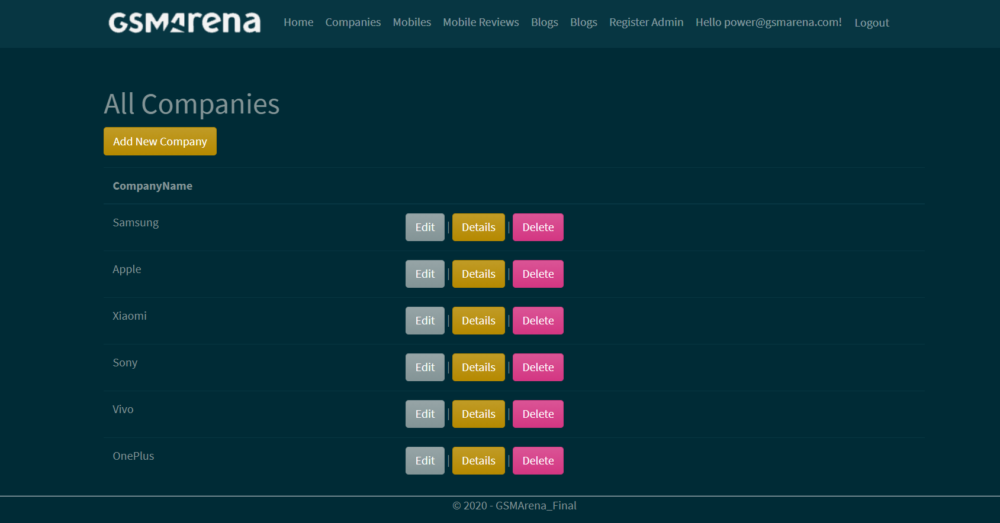 GSMArena Home Companies Mobiles Mobile Reviews Blogs Blogs Register Admin Hello power@gsmarena.com! Logout
All Companies
Add New Company
CompanyName
Samsung Edit | Details | Delete
Apple Edit | Details | Delete
Xiaomi Edit | Details | Delete
Sony Edit | Details | Delete
Vivo Edit | Details | Delete
OnePlus Edit | Details | Delete
© 2020 - GSMArena_Final